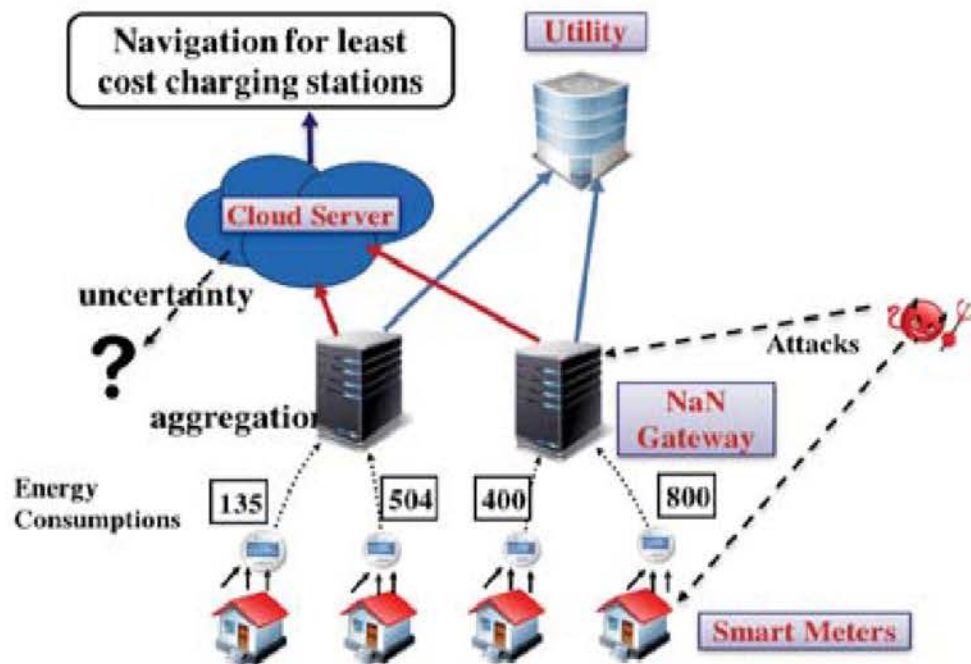 Navigation for least
cost charging stations
Utility
Cloud Server
uncertainty
?
Attacks
aggregation
NaN
Gateway
Energy
Consumptions
135
504
400
800
Smart Meters